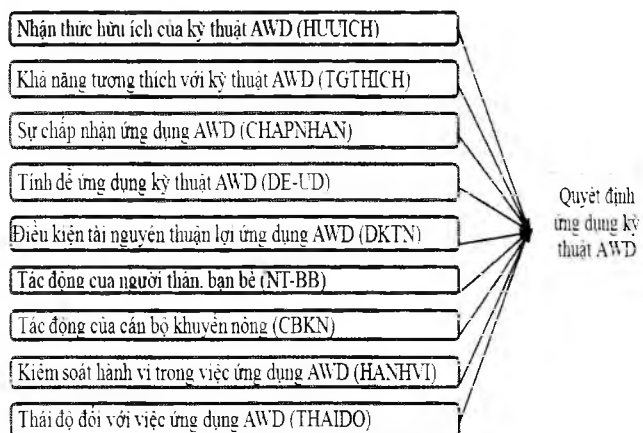 Nhận thức hữu ích của kỹ thuật AWD (HUUICH)
Khả năng tương thích với kỹ thuật AWD (TGTHICH)
Sự chấp nhận ứng dụng AWD (CHAPNHAN)
Tính dễ ứng dụng kỹ thuật AWD (DE-UD)
Điều kiện tài nguyên thuận lợi ứng dụng AWD (DKTN)
Tác động của người thân, bạn bè (NT-BB)
Tác động của cán bộ khuyến nông (CBKN)
Kiểm soát hành vi trong việc ứng dụng AWD (HANHVI)
Thái độ đối với việc ứng dụng AWD (THAIDO)
Quyết định
ứng dụng kỹ
thuật AWD